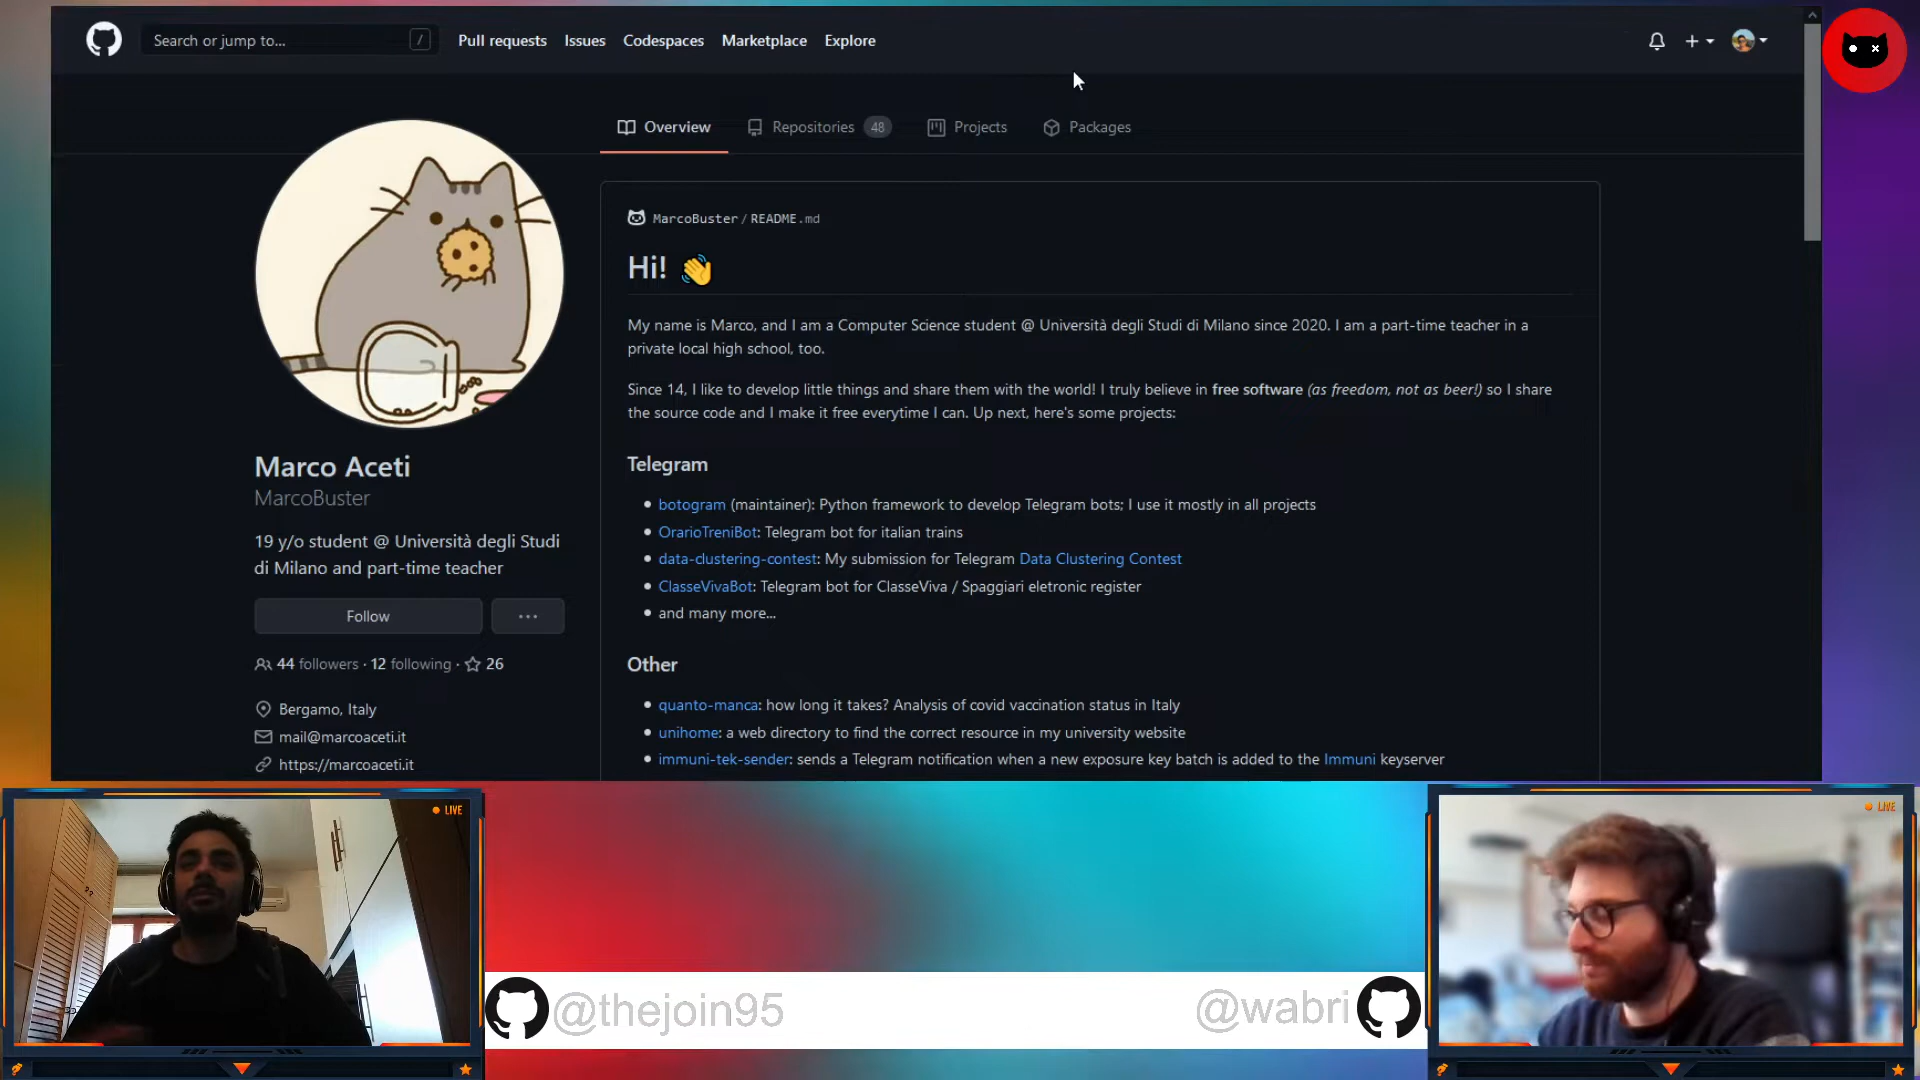 Search or jump to...
/
Pull requests
Issues
Codespaces
Marketplace
Explore
Overview
Repositories 48
Projects
Packages
MarcoBuster/README.md
Hi! 👋
My name is Marco, and I am a Computer Science student @ Università degli Studi di Milano since 2020. I am a part-time teacher in a
private local high school, too.
Since 14, I like to develop little things and share them with the world! I truly believe in free software (as freedom, not as beer!) so I share
the source code and I make it free everytime I can. Up next, here's some projects:
Telegram
• botogram (maintainer): Python framework to develop Telegram bots; I use it mostly in all projects
• OrarioTreniBot: Telegram bot for italian trains
• data-clustering-contest: My submission for Telegram Data Clustering Contest
• ClasseVivaBot: Telegram bot for ClasseViva / Spaggiari eletronic register
• and many more...
Other
• quanto-manca: how long it takes? Analysis of covid vaccination status in Italy
• unihome: a web directory to find the correct resource in my university website
• immuni-tek-sender: sends a Telegram notification when a new exposure key batch is added to the Immuni keyserver
Marco Aceti
MarcoBuster
19 y/o student @ Università degli Studi
di Milano and part-time teacher
Follow
...
44 followers · 12 following · 26
Bergamo, Italy
mail@marcoaceti.it
https://marcoaceti.it
LIVE
LIVE
@thejoin95
@wabri